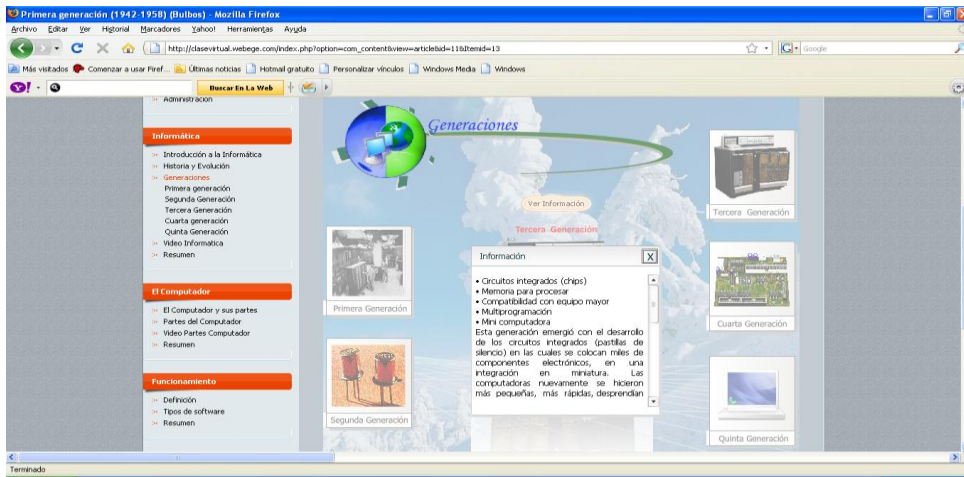 Primera generación (1942-1958) (Bulbos) - Mozilla Firefox
Archivo Editar Ver Historial Marcadores Yahoo! Herramientas Ayuda
http://clasevirtual.webege.com/index.php?option=com_content&view=article&id=11&Itemid=13
Google
Más visitados Comenzar a usar Firef... Últimas noticias Hotmail gratuito Personalizar vínculos Windows Media Windows
Y! Buscar En La Web
Administración
Informática
Introducción a la Informática
Historia y Evolución
Generaciones
Primera generación
Segunda Generación
Tercera Generación
Cuarta generación
Quinta Generación
Video Informatica
Resumen
El Computador
El Computador y sus partes
Partes del Computador
Video Partes Computador
Resumen
Funcionamiento
Definición
Tipos de software
Resumen
Generaciones
Ver Información
Tercera Generación
Primera Generación
Segunda Generación
Información
X
• Circuitos integrados (chips)
• Memoria para procesar
• Compatibilidad con equipo mayor
• Multiprogramación
• Mini computadora
Esta generación emergió con el desarrollo
de los circuitos integrados (pastillas de
silencio) en las cuales se colocan miles de
componentes electrónicos, en una
integración en miniatura. Las
computadoras nuevamente se hicieron
más pequeñas, más rápidas, desprendían
Tercera Generación
Cuarta Generación
Quinta Generación
Terminado